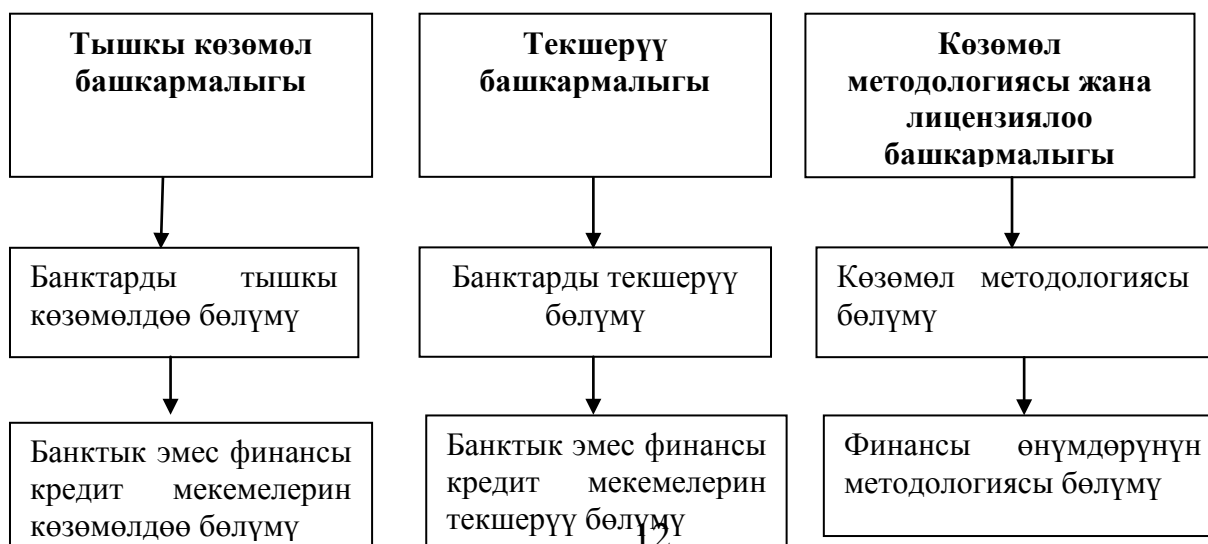 Тышкы көзөмөл
башкармалыгы
Текшерүү
башкармалыгы
Көзөмөл
методологиясы жана
лицензиялоо
башкармалыгы
Банктарды тышкы
көзөмөлдөө бөлүмү
Банктарды текшерүү
бөлүмү
Көзөмөл методологиясы
бөлүмү
Банктык эмес финансы
кредит мекемелерин
көзөмөлдөө бөлүмү
Банктык эмес финансы
кредит мекемелерин
текшерүү бөлүмү
Финансы өнүмдөрүнүн
методологиясы бөлүмү
12